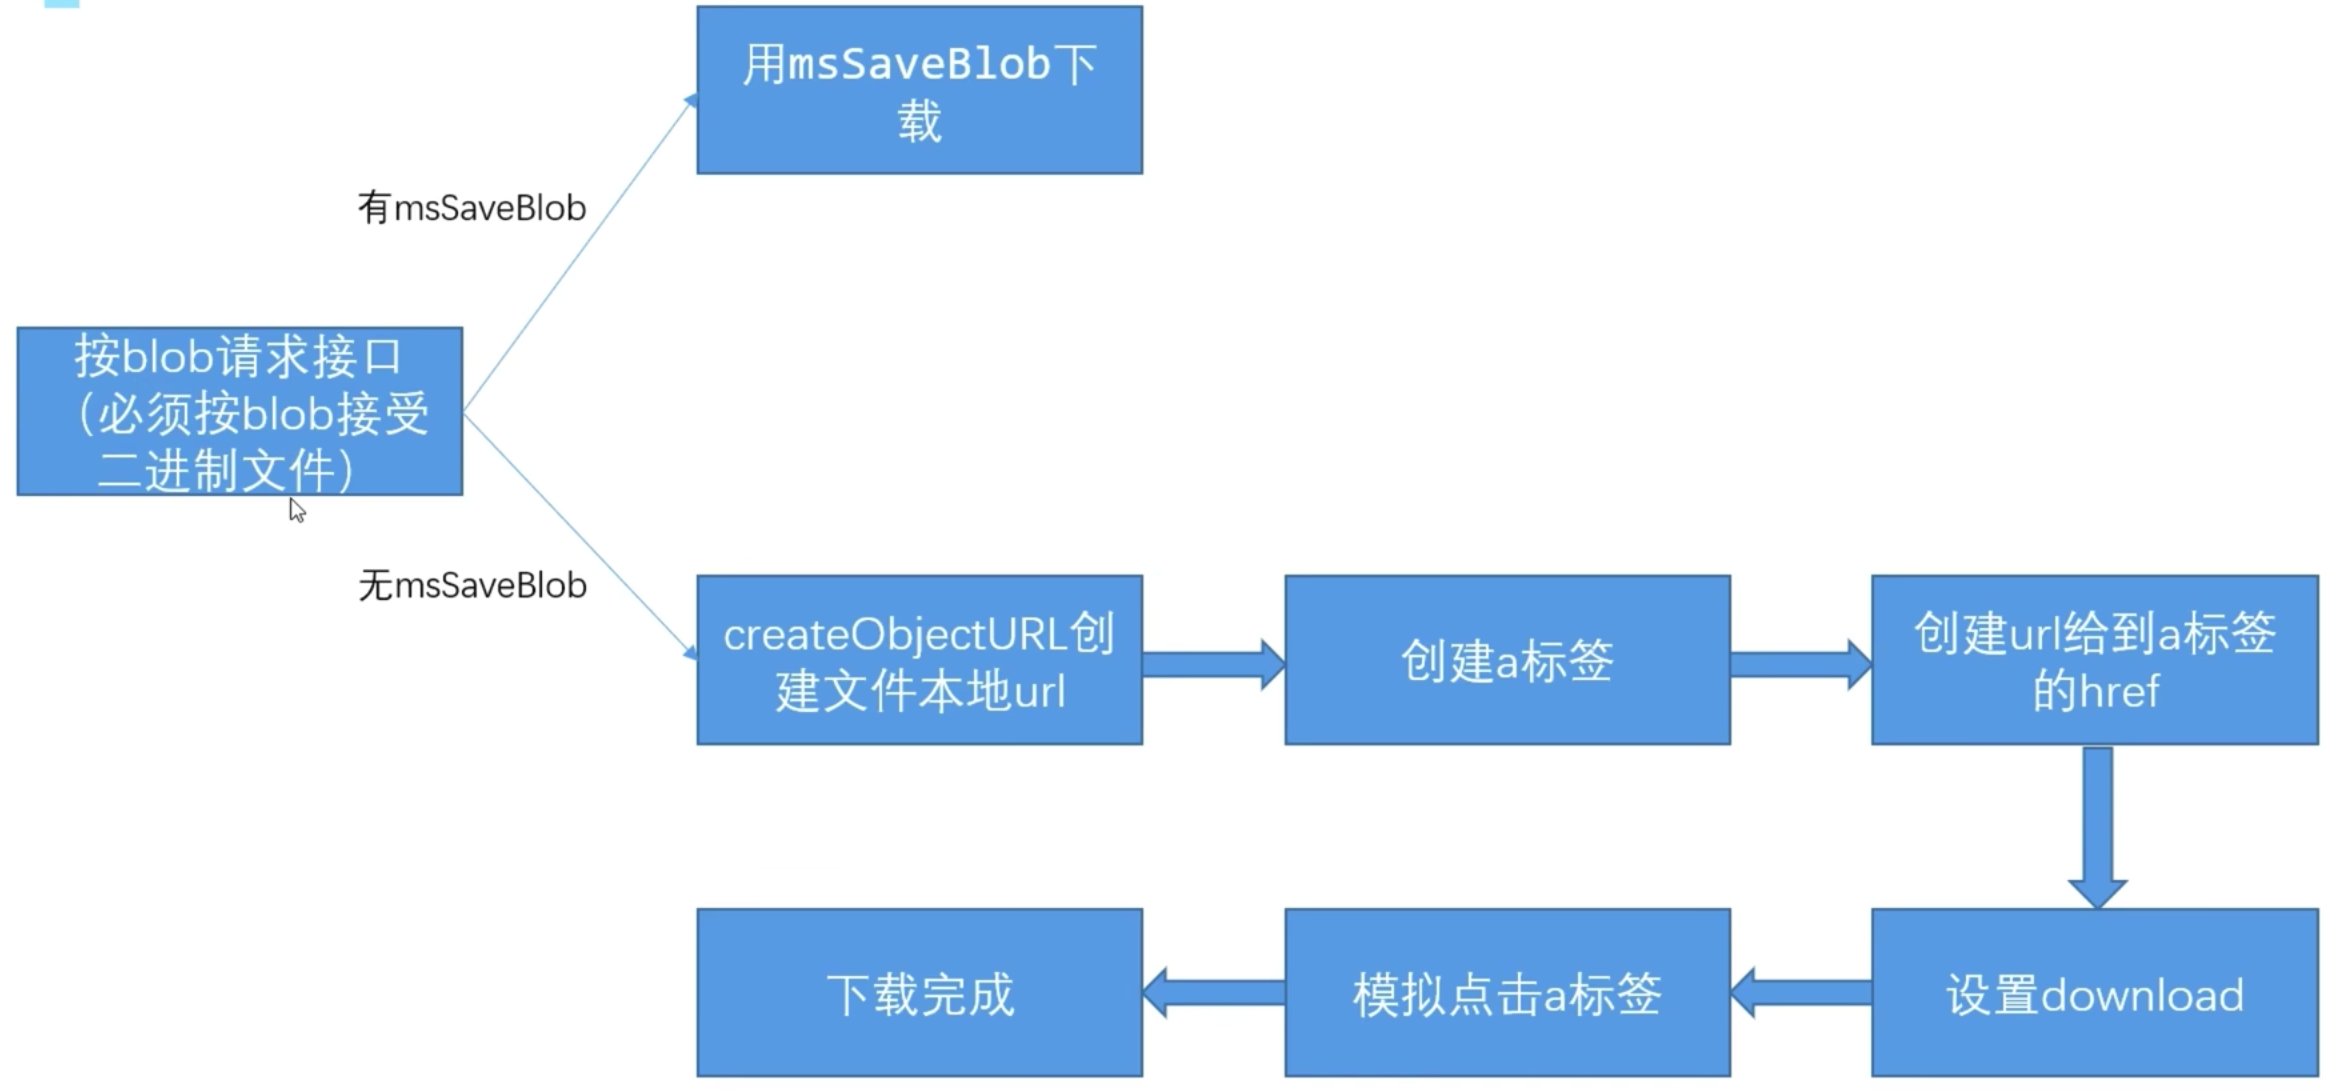 用msSaveBlob下
载
有msSaveBlob
按blob请求接口
（必须按blob接受
二进制文件）
无msSaveBlob
createObjectURL创
建文件本地url
创建a标签
创建url给到a标签
的href
设置download
模拟点击a标签
下载完成